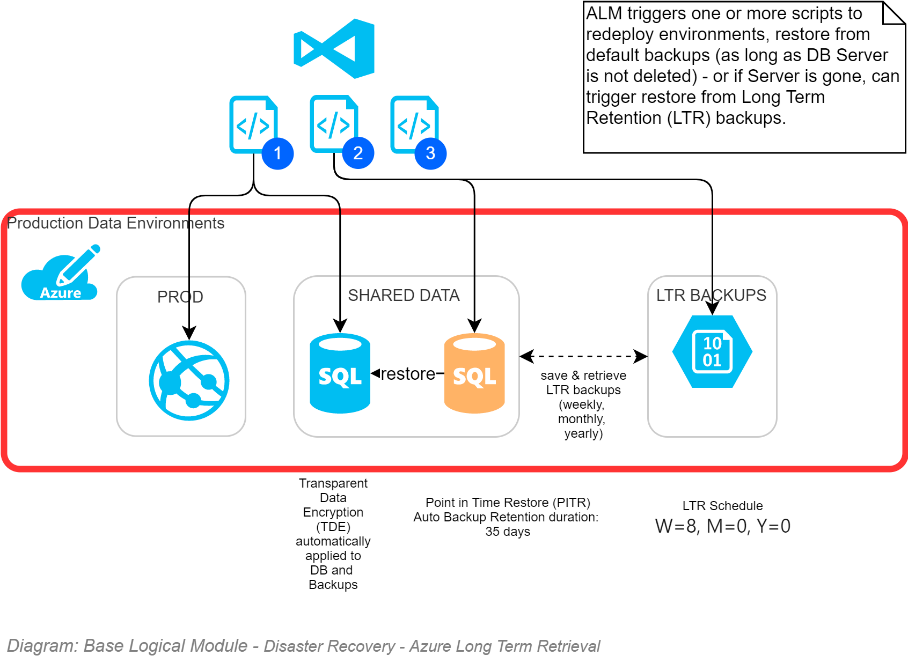 ALM triggers one or more scripts to
redeploy environments, restore from
default backups (as long as DB Server
is not deleted) - or if Server is gone, can
trigger restore from Long Term
Retention (LTR) backups.
</>
</>
</>
1
2
3
Production Data Environments
Azure
PROD
SHARED DATA
LTR BACKUPS
SQL
restore
SQL
10
01
save & retrieve
LTR backups
(weekly,
monthly,
yearly)
Transparent
Data
Encryption
(TDE)
automatically
applied to
DB and
Backups
Point in Time Restore (PITR)
Auto Backup Retention duration:
35 days
LTR Schedule
W=8, M=0, Y=0
Diagram: Base Logical Module - Disaster Recovery - Azure Long Term Retrieval